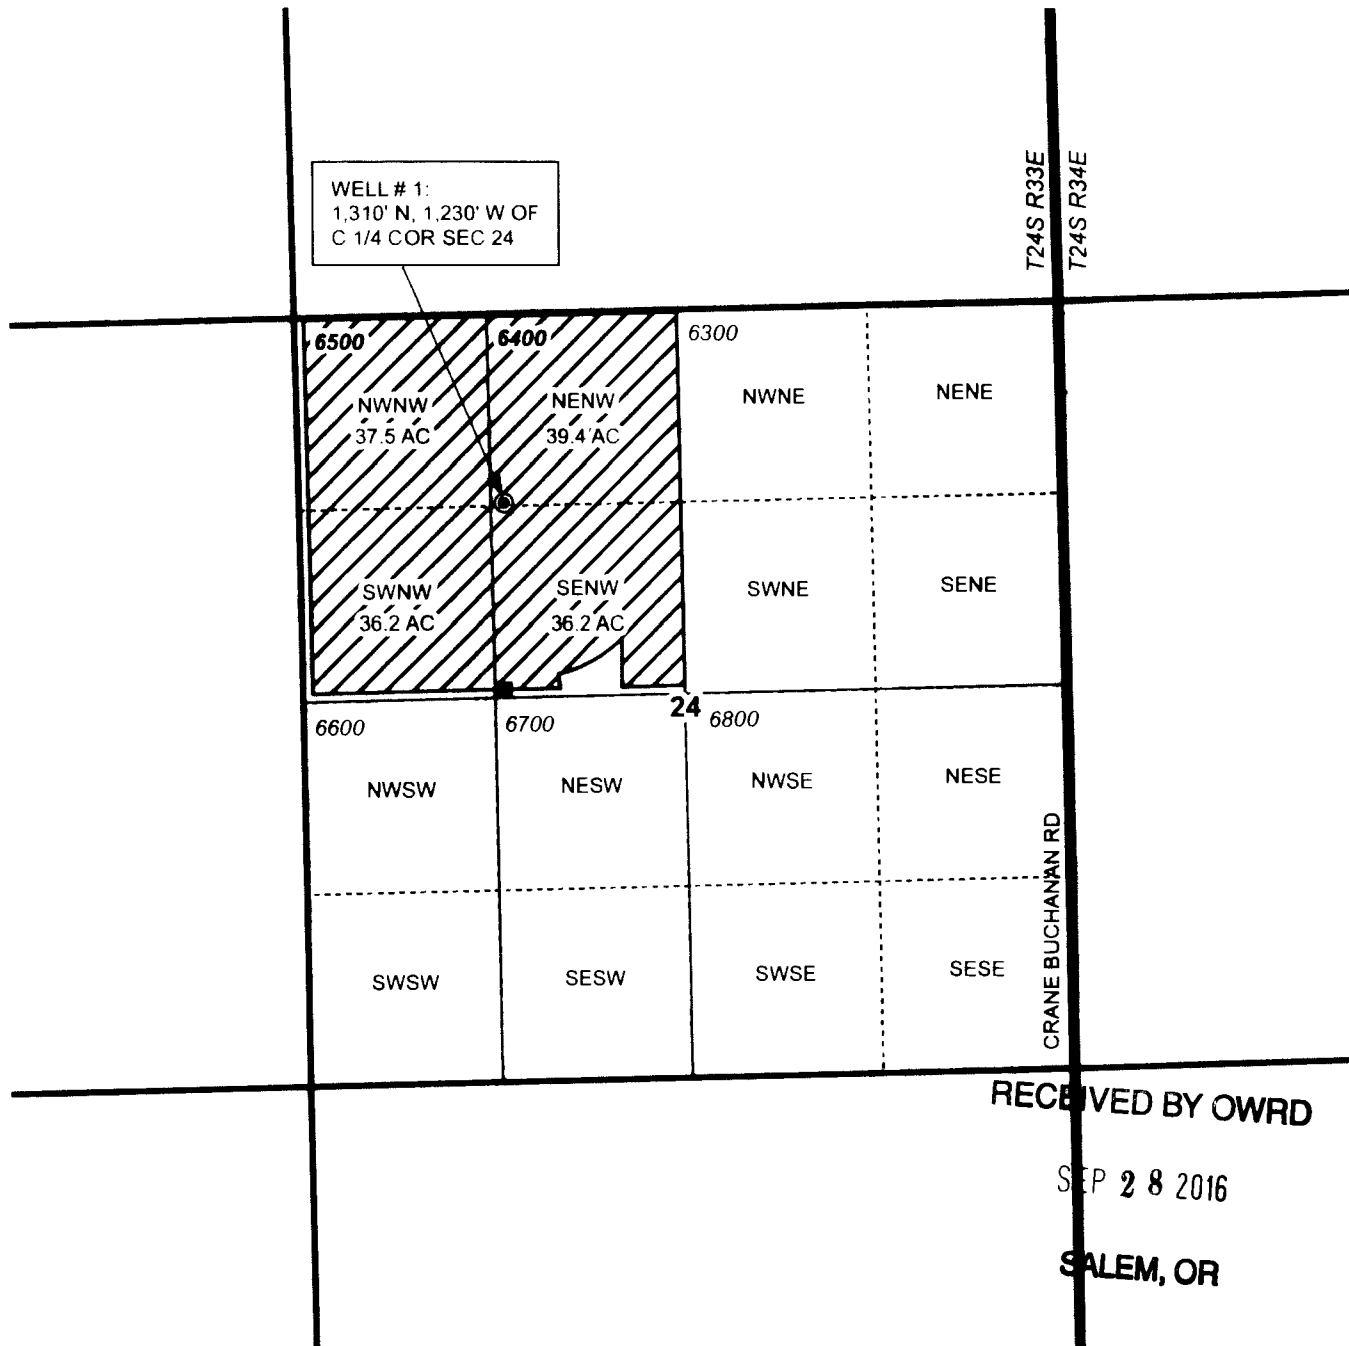 T24S R33E
T24S R34E
WELL # 1:
1,310' N, 1,230' W OF
C 1/4 COR SEC 24
6500
6400
6300
NWNW
37.5 AC
NENW
39.4 AC
NWNE
NENE
SWNW
36.2 AC
SENW
36.2 AC
SWNE
SENE
24
6600
6700
6800
NWSW
NESW
NWSE
NESE
SWSW
SESW
SWSE
SESE
CRANE BUCHANAN RD
RECEIVED BY OWRD
SEP 28 2016
SALEM, OR